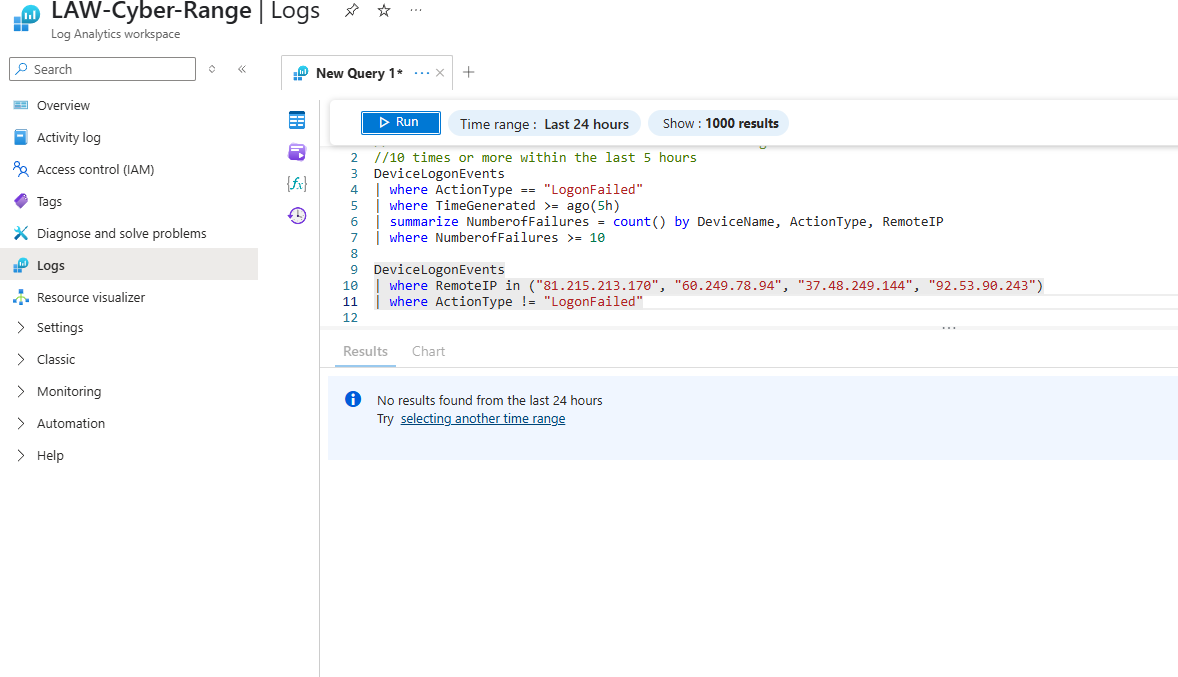 LAW-Cyber-Range | Logs
Log Analytics workspace
Search
Overview
Activity log
Access control (IAM)
Tags
Diagnose and solve problems
Logs
Resource visualizer
Settings
Classic
Monitoring
Automation
Help
New Query 1*
Run
Time range : Last 24 hours
Show : 1000 results
2 //10 times or more within the last 5 hours
3 DeviceLogonEvents
4 | where ActionType == "LogonFailed"
5 | where TimeGenerated >= ago(5h)
6 | summarize NumberofFailures = count() by DeviceName, ActionType, RemoteIP
7 | where NumberofFailures >= 10
8
9 DeviceLogonEvents
10 | where RemoteIP in ("81.215.213.170", "60.249.78.94", "37.48.249.144", "92.53.90.243")
11 | where ActionType != "LogonFailed"
12
Results Chart
No results found from the last 24 hours
Try selecting another time range